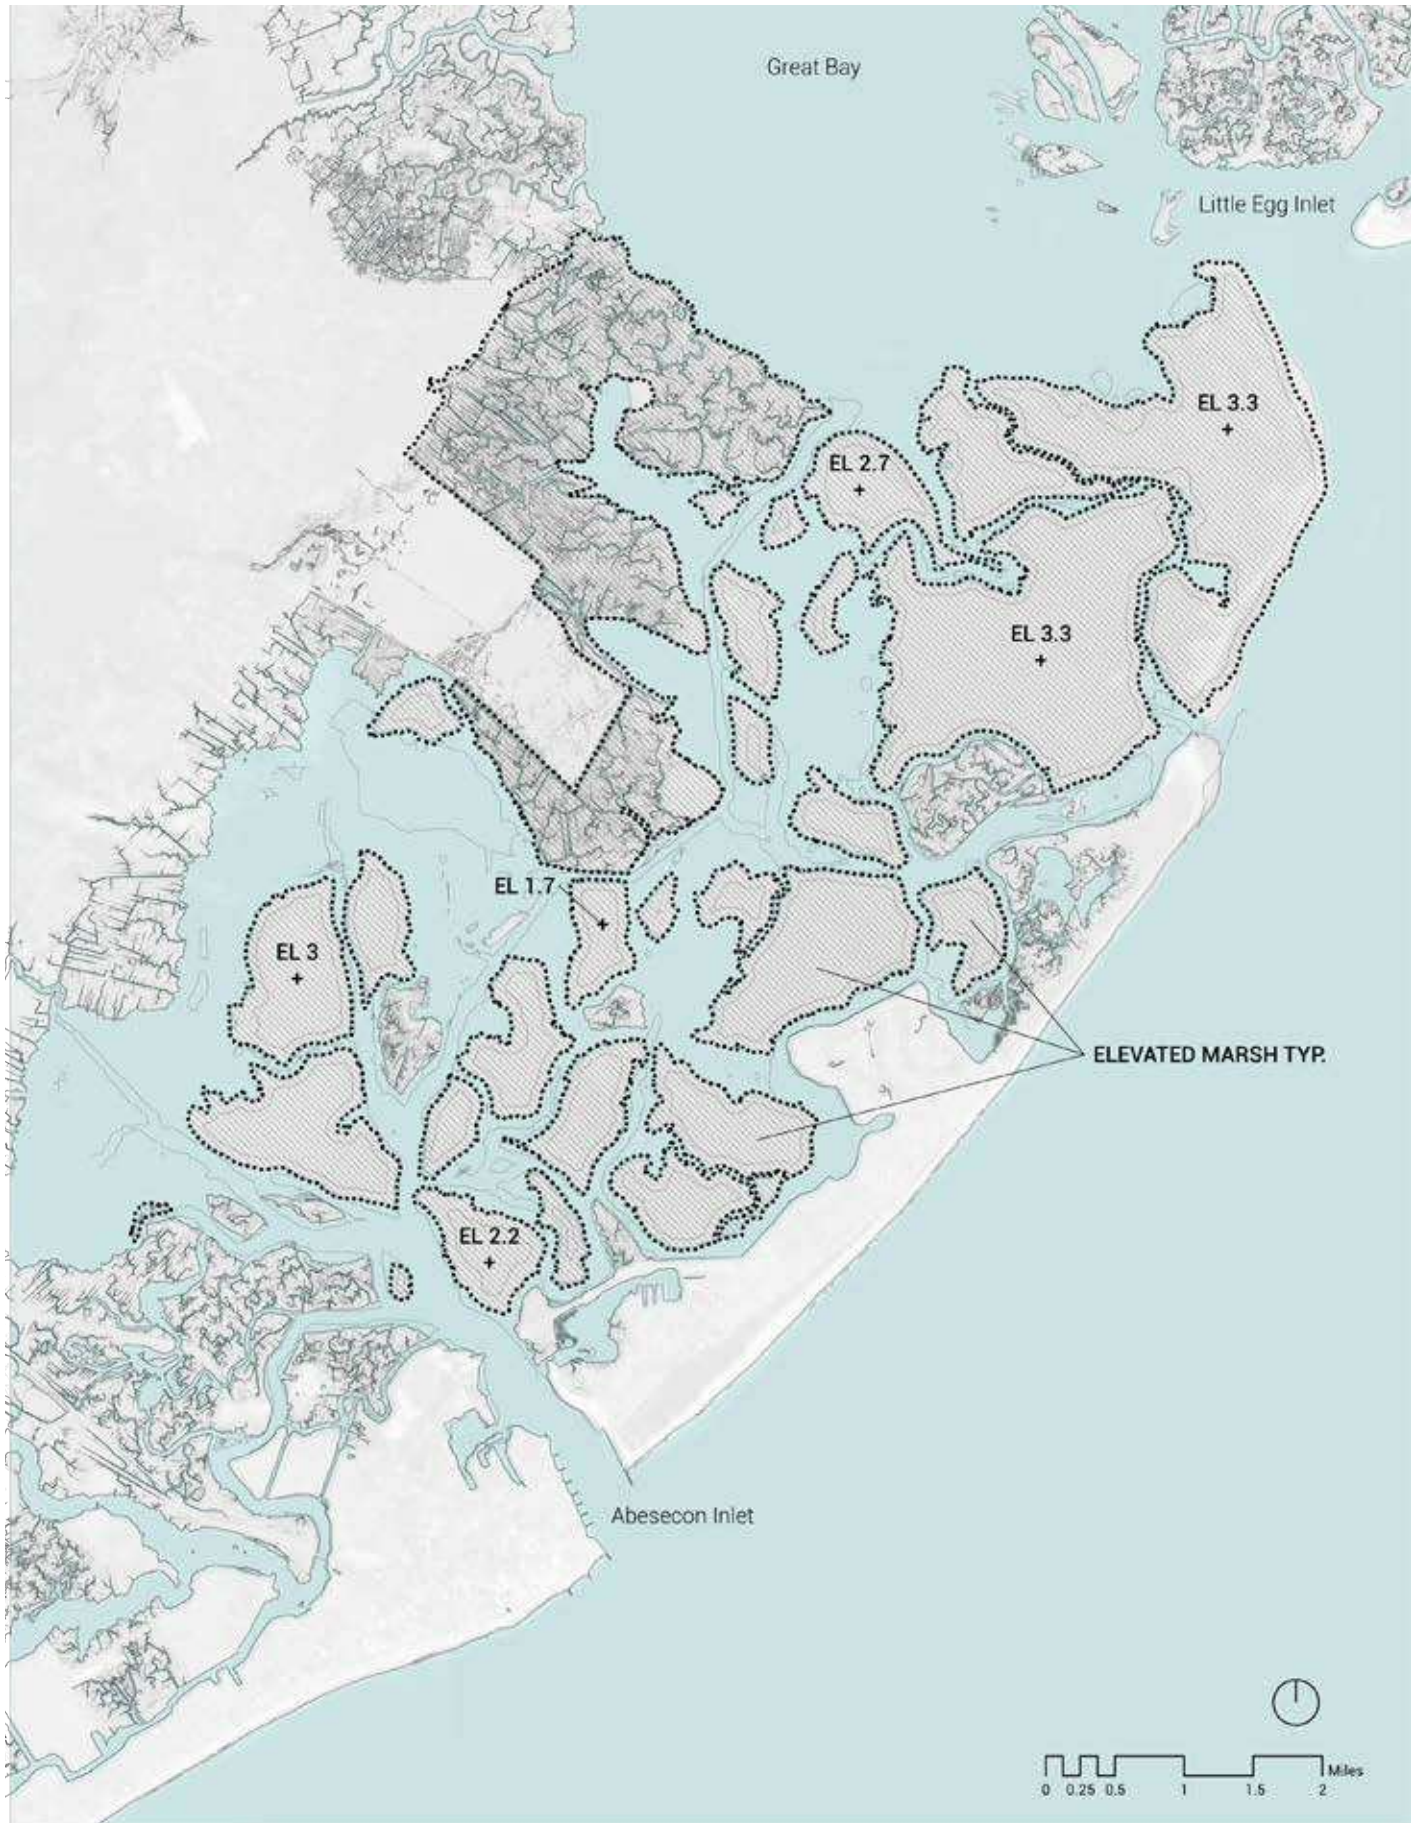 Great Bay
Little Egg Inlet
EL 3.3
EL 2.7
EL 3.3
EL 1.7
EL 3
ELEVATED MARSH TYP.
EL 2.2
Abesecon Inlet
Miles
0 0.25 0.5 1 1.5 2